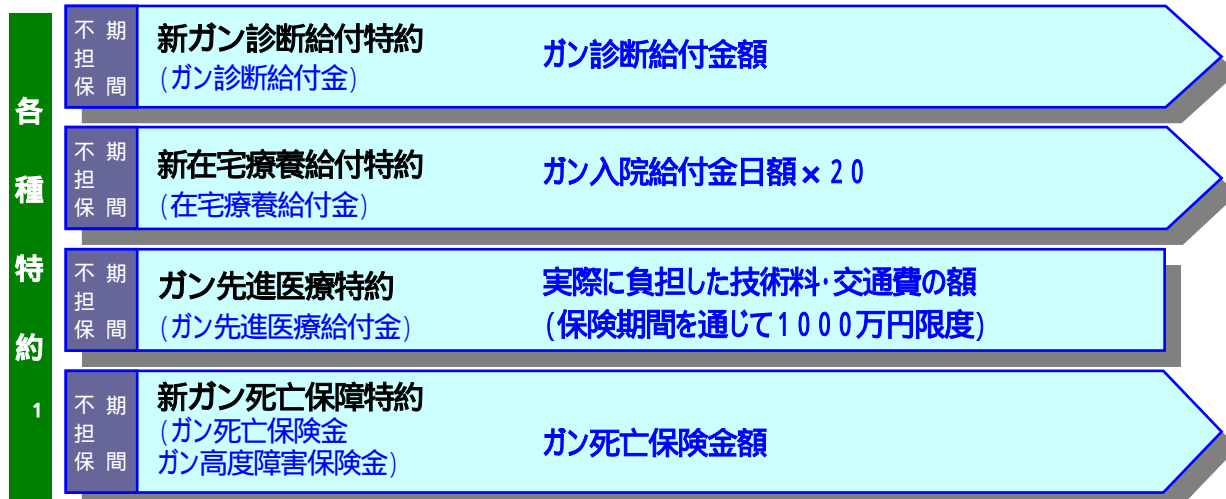 各種特約 1
不担保期間
新ガン診断給付特約
(ガン診断給付金)
ガン診断給付金額
不担保期間
新在宅療養給付特約
(在宅療養給付金)
ガン入院給付金日額×20
不担保期間
ガン先進医療特約
(ガン先進医療給付金)
実際に負担した技術料・交通費の額
(保険期間を通じて1000万円限度)
不担保期間
新ガン死亡保障特約
(ガン死亡保険金
ガン高度障害保険金)
ガン死亡保険金額